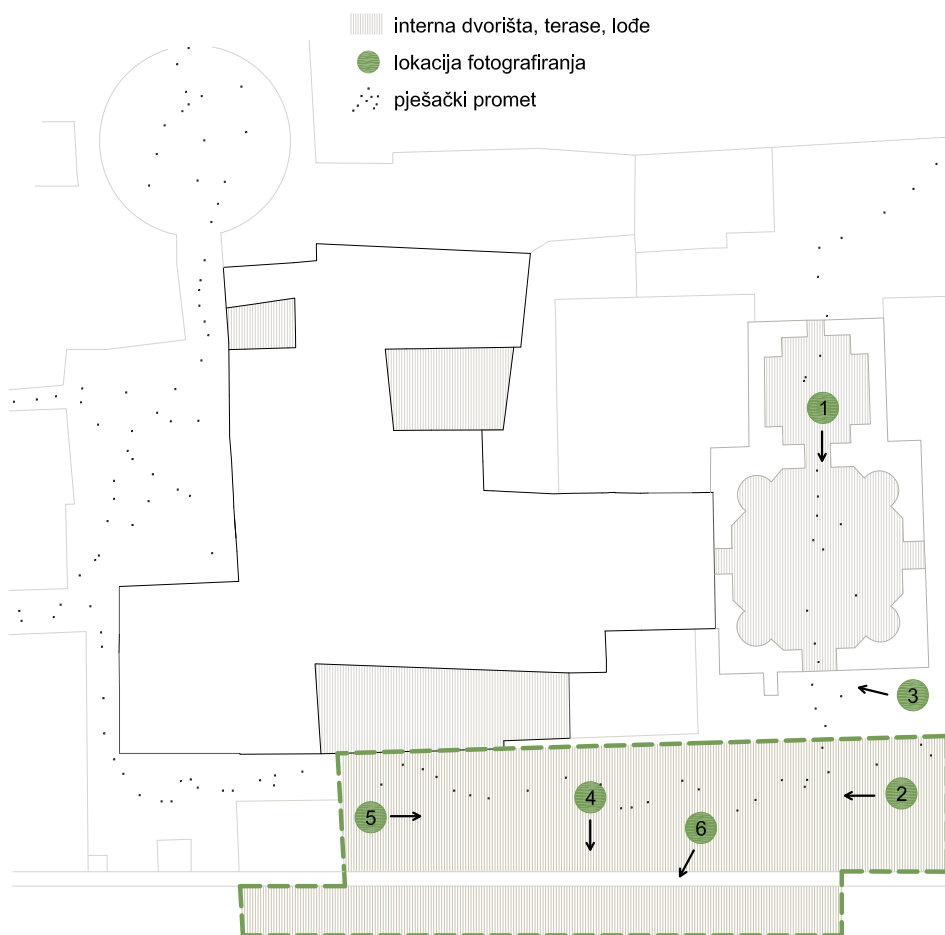 interna dvorišta, terase, lođe
lokacija fotografiranja
pješački promet
1
3
2
4
5
6